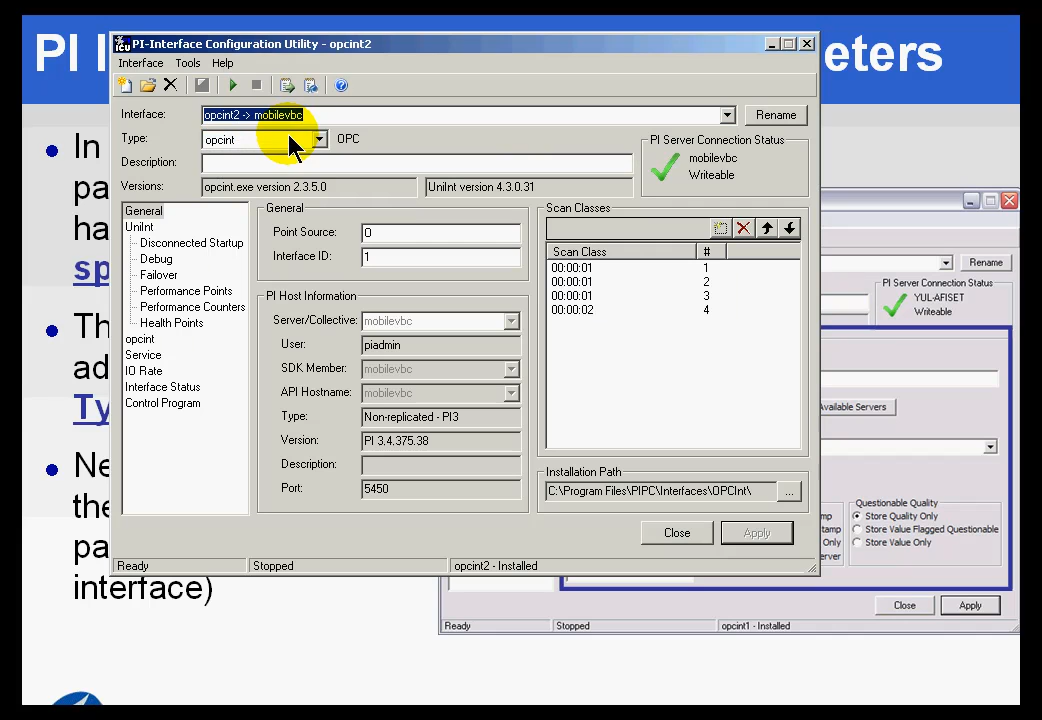 PI I
eters
PI-Interface Configuration Utility - opcint2
Interface Tools Help
Interface: opcint2 -> mobilevbc Rename
Type: opcint OPC
Description:
Versions: opcint.exe version 2.3.5.0 UniInt version 4.3.0.31
PI Server Connection Status
mobilevbc
Writeable
General
UniInt
Disconnected Startup
Debug
Failover
Performance Points
Performance Counters
Health Points
opcint
Service
IO Rate
Interface Status
Control Program
General
Point Source: O
Interface ID: 1
PI Host Information
Server/Collective: mobilevbc
User: piadmin
SDK Member: mobilevbc
API Hostname: mobilevbc
Type: Non-replicated - PI3
Version: PI 3.4.375.38
Description:
Port: 5450
Scan Classes
Scan Class #
00:00:01 1
00:00:01 2
00:00:01 3
00:00:02 4
Installation Path
C:\Program Files\PIPC\Interfaces\OPCInt\ ...
Close Apply
Ready Stopped opcint2 - Installed
• In
pa
ha
sp
• Th
ad
Ty
• Ne
the
pa
interface)
Rename
PI Server Connection Status
YUL-AFISET
Writeable
Available Servers
Questionable Quality
mp Store Quality Only
tamp Store Value Flagged Questionable
Only Store Value Only
erver
Close Apply
Ready Stopped opcint1 - Installed